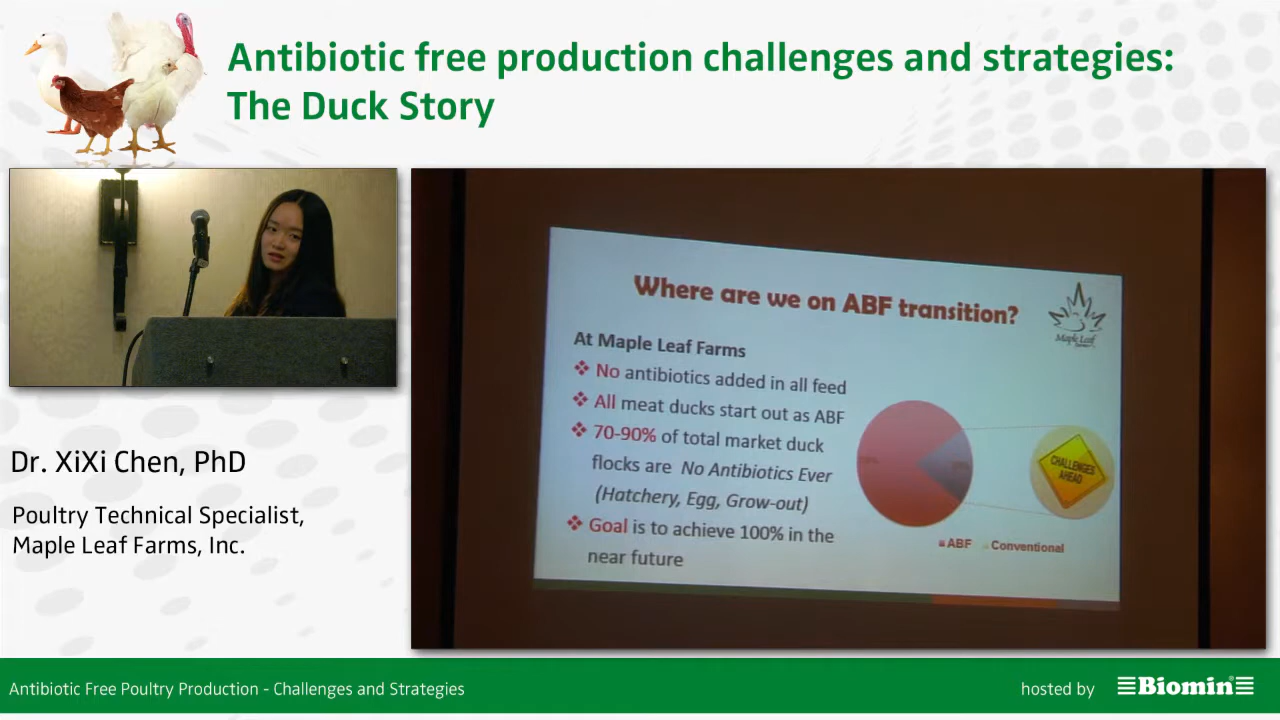 Antibiotic free production challenges and strategies:
The Duck Story
Where are we on ABF transition?
Maple Leaf
At Maple Leaf Farms
No antibiotics added in all feed
All meat ducks start out as ABF
70-90% of total market duck
flocks are No Antibiotics Ever
(Hatchery, Egg, Grow-out)
Goal is to achieve 100% in the
near future
CHALLENGES
AHEAD
ABF Conventional
Dr. XiXi Chen, PhD
Poultry Technical Specialist,
Maple Leaf Farms, Inc.
Antibiotic Free Poultry Production - Challenges and Strategies
hosted by Biomin